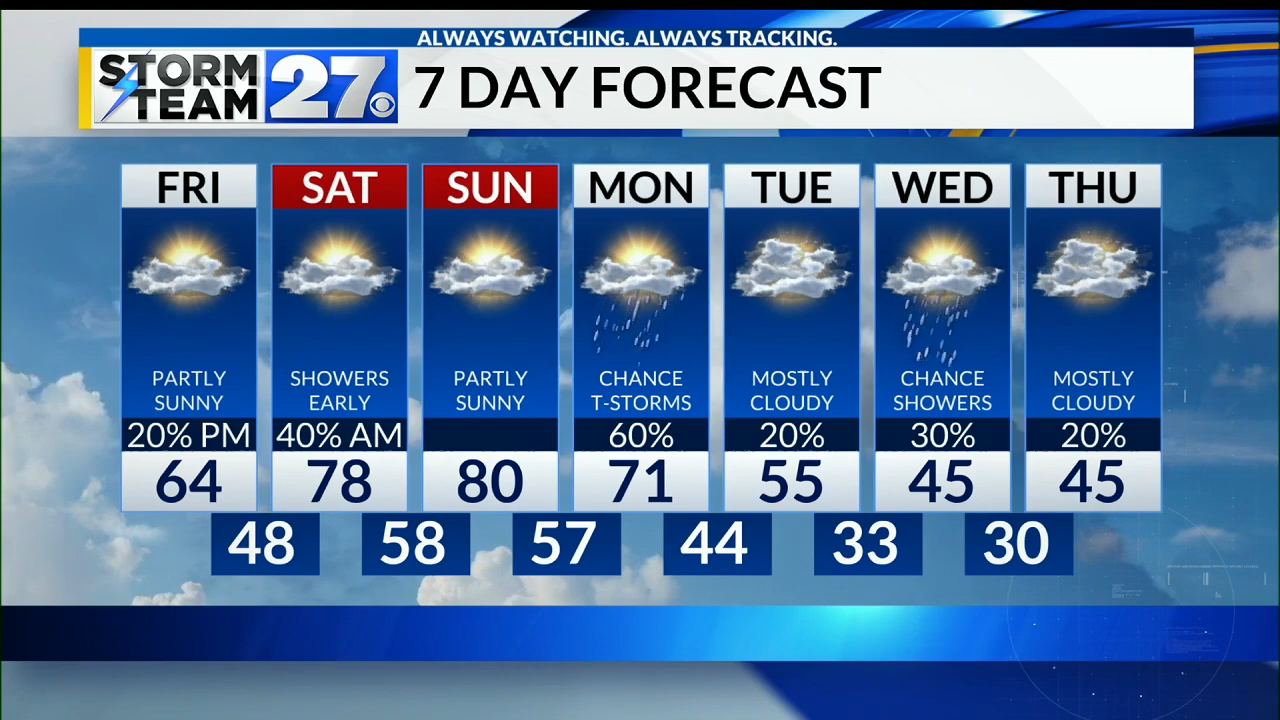 ALWAYS WATCHING. ALWAYS TRACKING.
STORM
TEAM
27
7 DAY FORECAST
FRI SAT SUN MON TUE WED THU
PARTLY SHOWERS PARTLY CHANCE MOSTLY CHANCE MOSTLY
SUNNY EARLY SUNNY T-STORMS CLOUDY SHOWERS CLOUDY
20% PM 40% AM 60% 20% 30% 20%
64 78 80 71 55 45 45
48 58 57 44 33 30